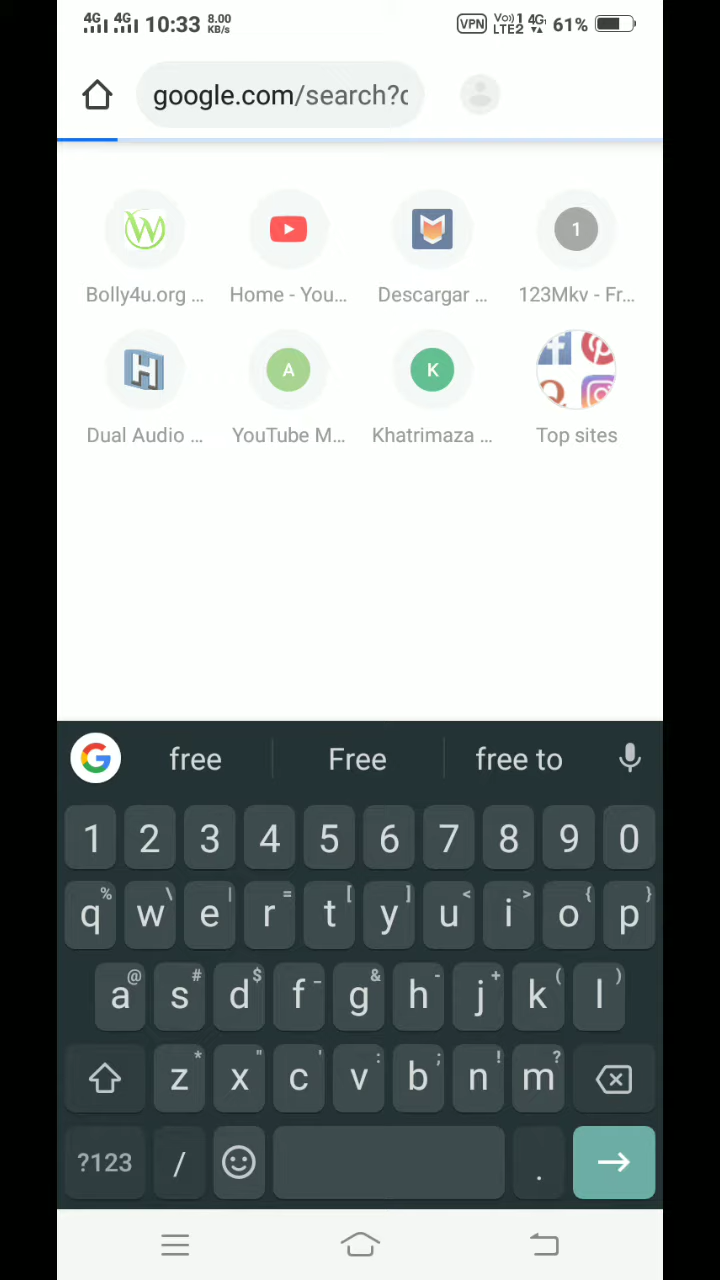 4G 4G 10:33 8.00 KB/s VPN Vo)) 1 LTE2 4G 61%
google.com/search?
W
Bolly4u.org ... Home - You... Descargar ... 1 123Mkv - Fr...
H A K
Dual Audio ... YouTube M... Khatrimaza ... Top sites
G free Free free to
1 2 3 4 5 6 7 8 9 0
% \ | = [ ] < > { }
q w e r t y u i o p
@ # $ _ & - + ( )
a s d f g h j k l
* " ' : ; ! ?
z x c v b n m
?123 / .